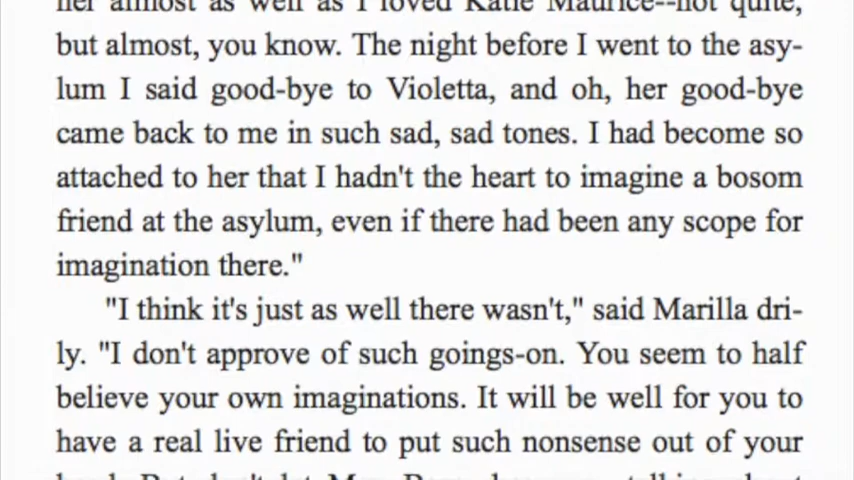 her almost as well as I loved Katie Maurice--not quite,
but almost, you know. The night before I went to the asy-
lum I said good-bye to Violetta, and oh, her good-bye
came back to me in such sad, sad tones. I had become so
attached to her that I hadn't the heart to imagine a bosom
friend at the asylum, even if there had been any scope for
imagination there."
"I think it's just as well there wasn't," said Marilla dri-
ly. "I don't approve of such goings-on. You seem to half
believe your own imaginations. It will be well for you to
have a real live friend to put such nonsense out of your